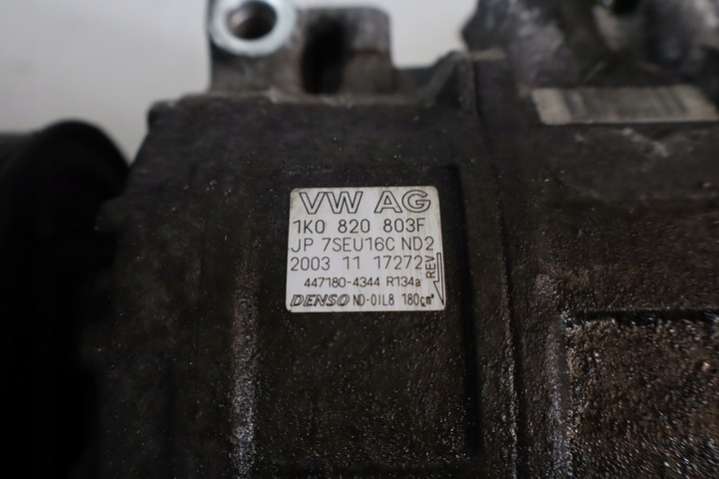 VW AG
1K0 820 803F
JP 7SEU16C ND2
2003 11 17272
REV
447180-4344 R134a
DENSO ND-OIL8 180cm³